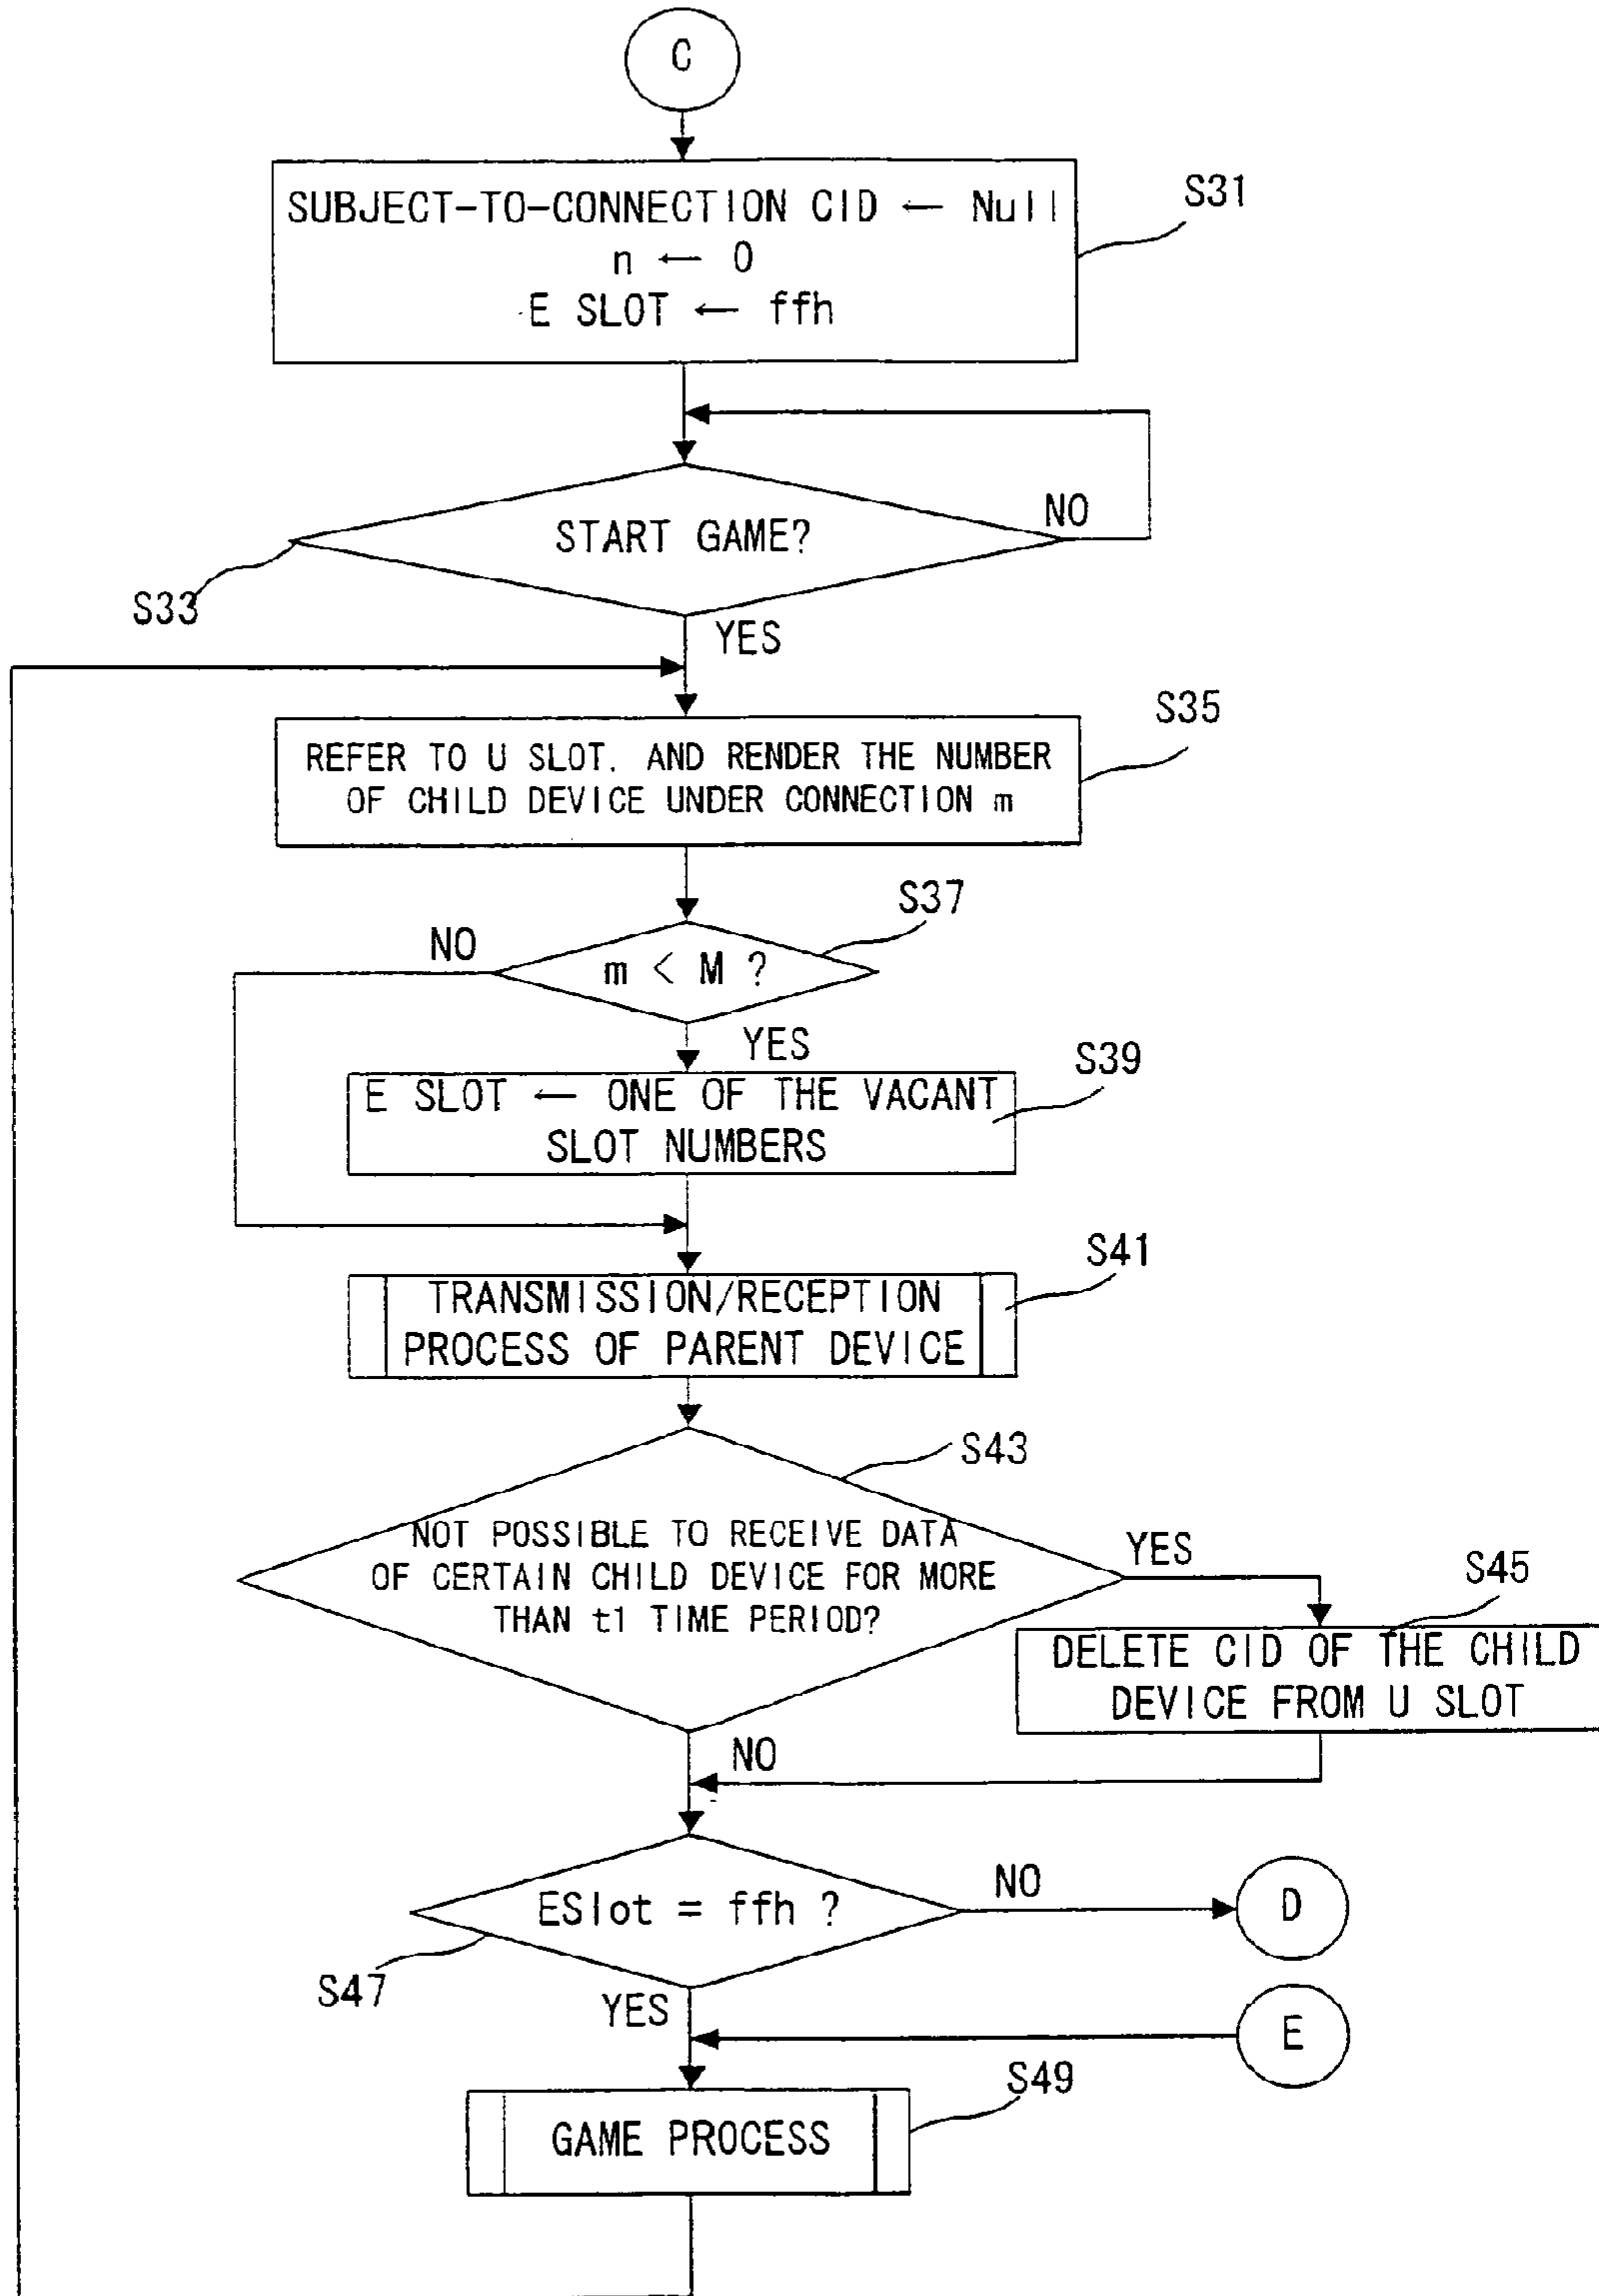 C
SUBJECT-TO-CONNECTION CID ← Null
n ← 0
E SLOT ← ffh
S31
START GAME?
NO
S33
YES
S35
REFER TO U SLOT, AND RENDER THE NUMBER
OF CHILD DEVICE UNDER CONNECTION m
S37
NO
m < M ?
YES
S39
E SLOT ← ONE OF THE VACANT
SLOT NUMBERS
S41
TRANSMISSION/RECEPTION
PROCESS OF PARENT DEVICE
S43
NOT POSSIBLE TO RECEIVE DATA
OF CERTAIN CHILD DEVICE FOR MORE
THAN t1 TIME PERIOD?
YES
S45
DELETE CID OF THE CHILD
DEVICE FROM U SLOT
NO
ESlot = ffh ?
NO
D
S47
YES
E
S49
GAME PROCESS